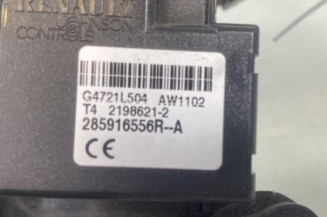 RENAULT
JOHNSON
CONTROLS
G4721L504 AW1102
T4 2198621-2
285916556R--A
CE